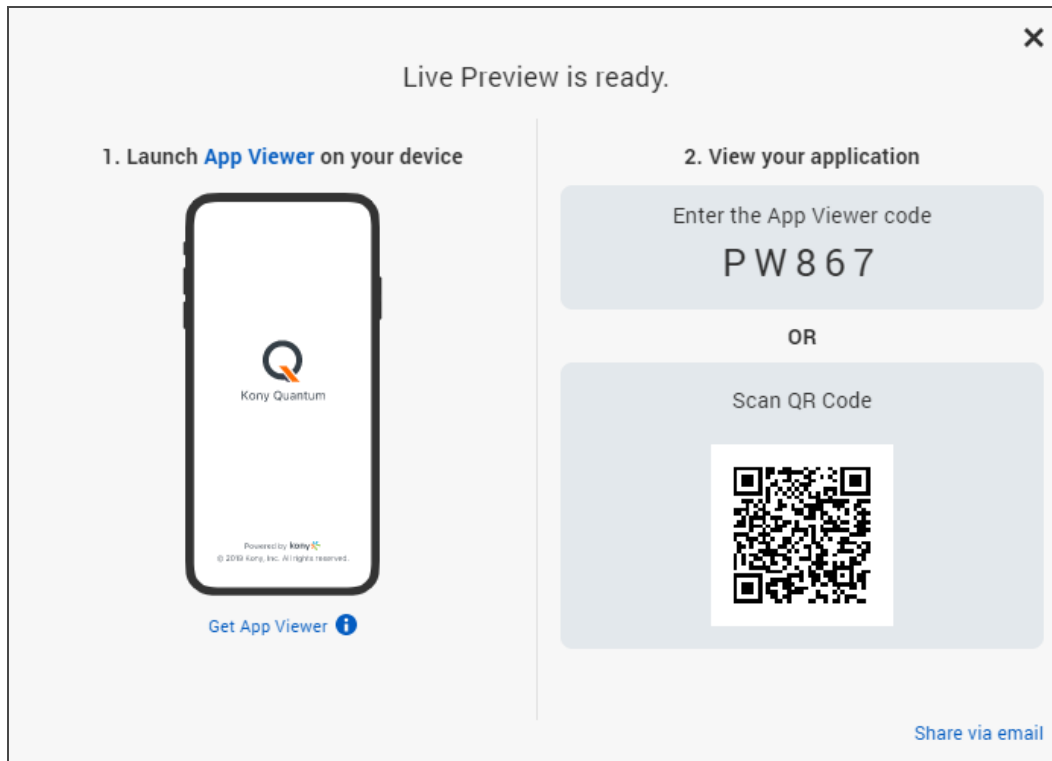 Live Preview is ready.
1. Launch App Viewer on your device
Kony Quantum
Powered by kony
© 2019 Kony, Inc. All rights reserved.
Get App Viewer
2. View your application
Enter the App Viewer code
PW867
OR
Scan QR Code
Share via email